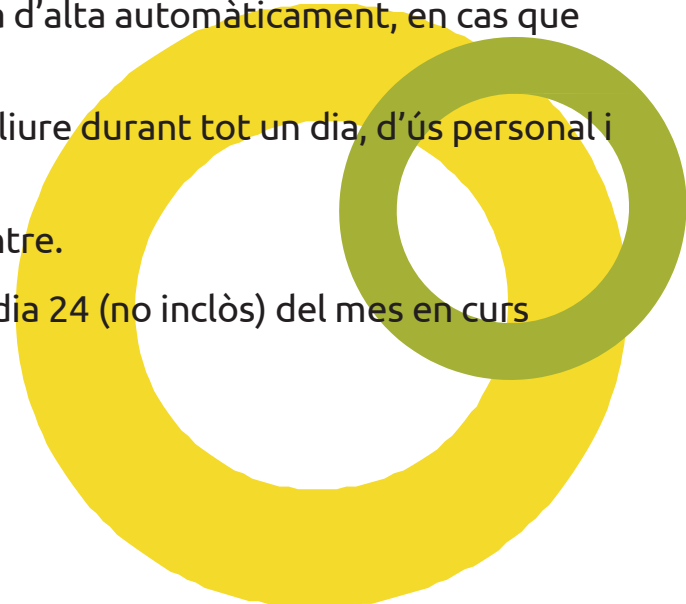 d'alta automàticament, en cas que
lliure durant tot un dia, d'ús personal i
ntre.
dia 24 (no inclòs) del mes en curs